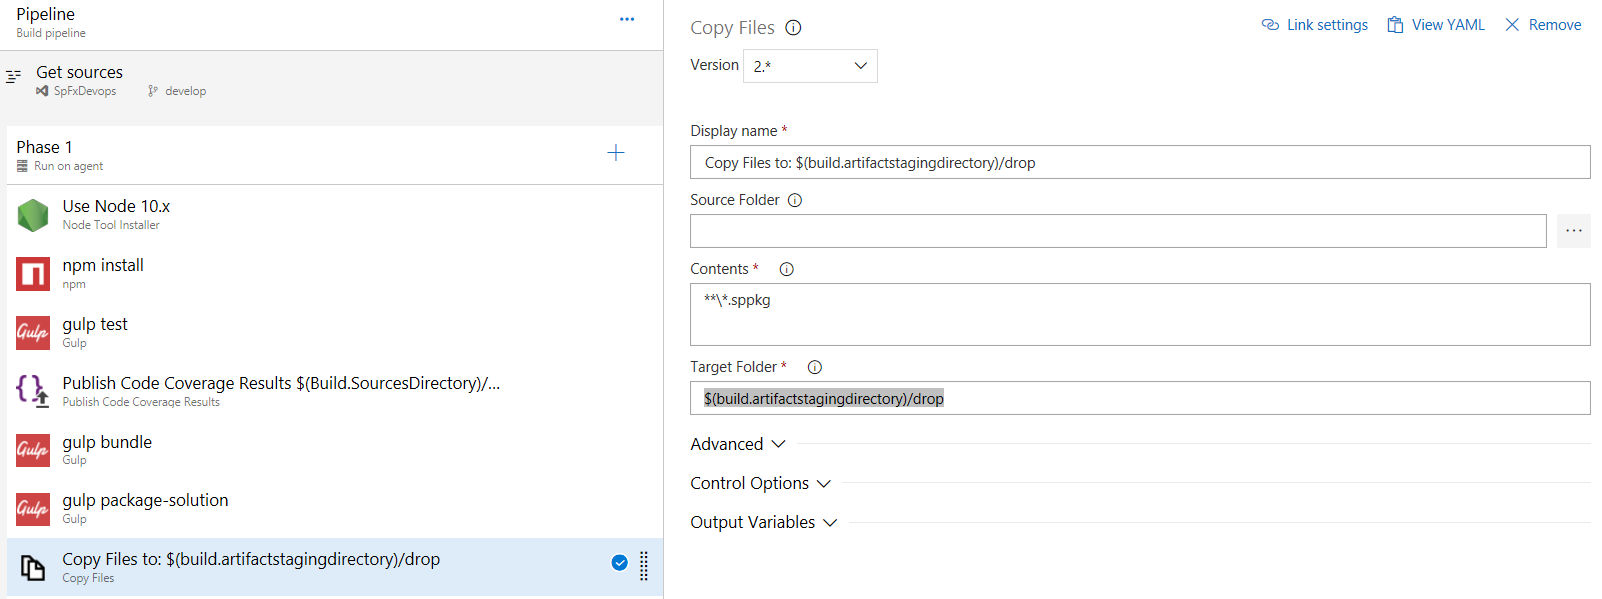 Pipeline
...
Build pipeline
Get sources
SpFxDevops develop
Phase 1
Run on agent
Use Node 10.x
Node Tool Installer
npm install
npm
gulp test
Gulp
Gulp
Publish Code Coverage Results $(Build.SourcesDirectory)/...
Publish Code Coverage Results
gulp bundle
Gulp
Gulp
gulp package-solution
Gulp
Gulp
Copy Files to: $(build.artifactstagingdirectory)/drop
Copy Files
Copy Files
Link settings View YAML Remove
Version 2.*
Display name *
Copy Files to: $(build.artifactstagingdirectory)/drop
Source Folder
...
Contents *
**\*.sppkg
Target Folder *
$(build.artifactstagingdirectory)/drop
Advanced
Control Options
Output Variables